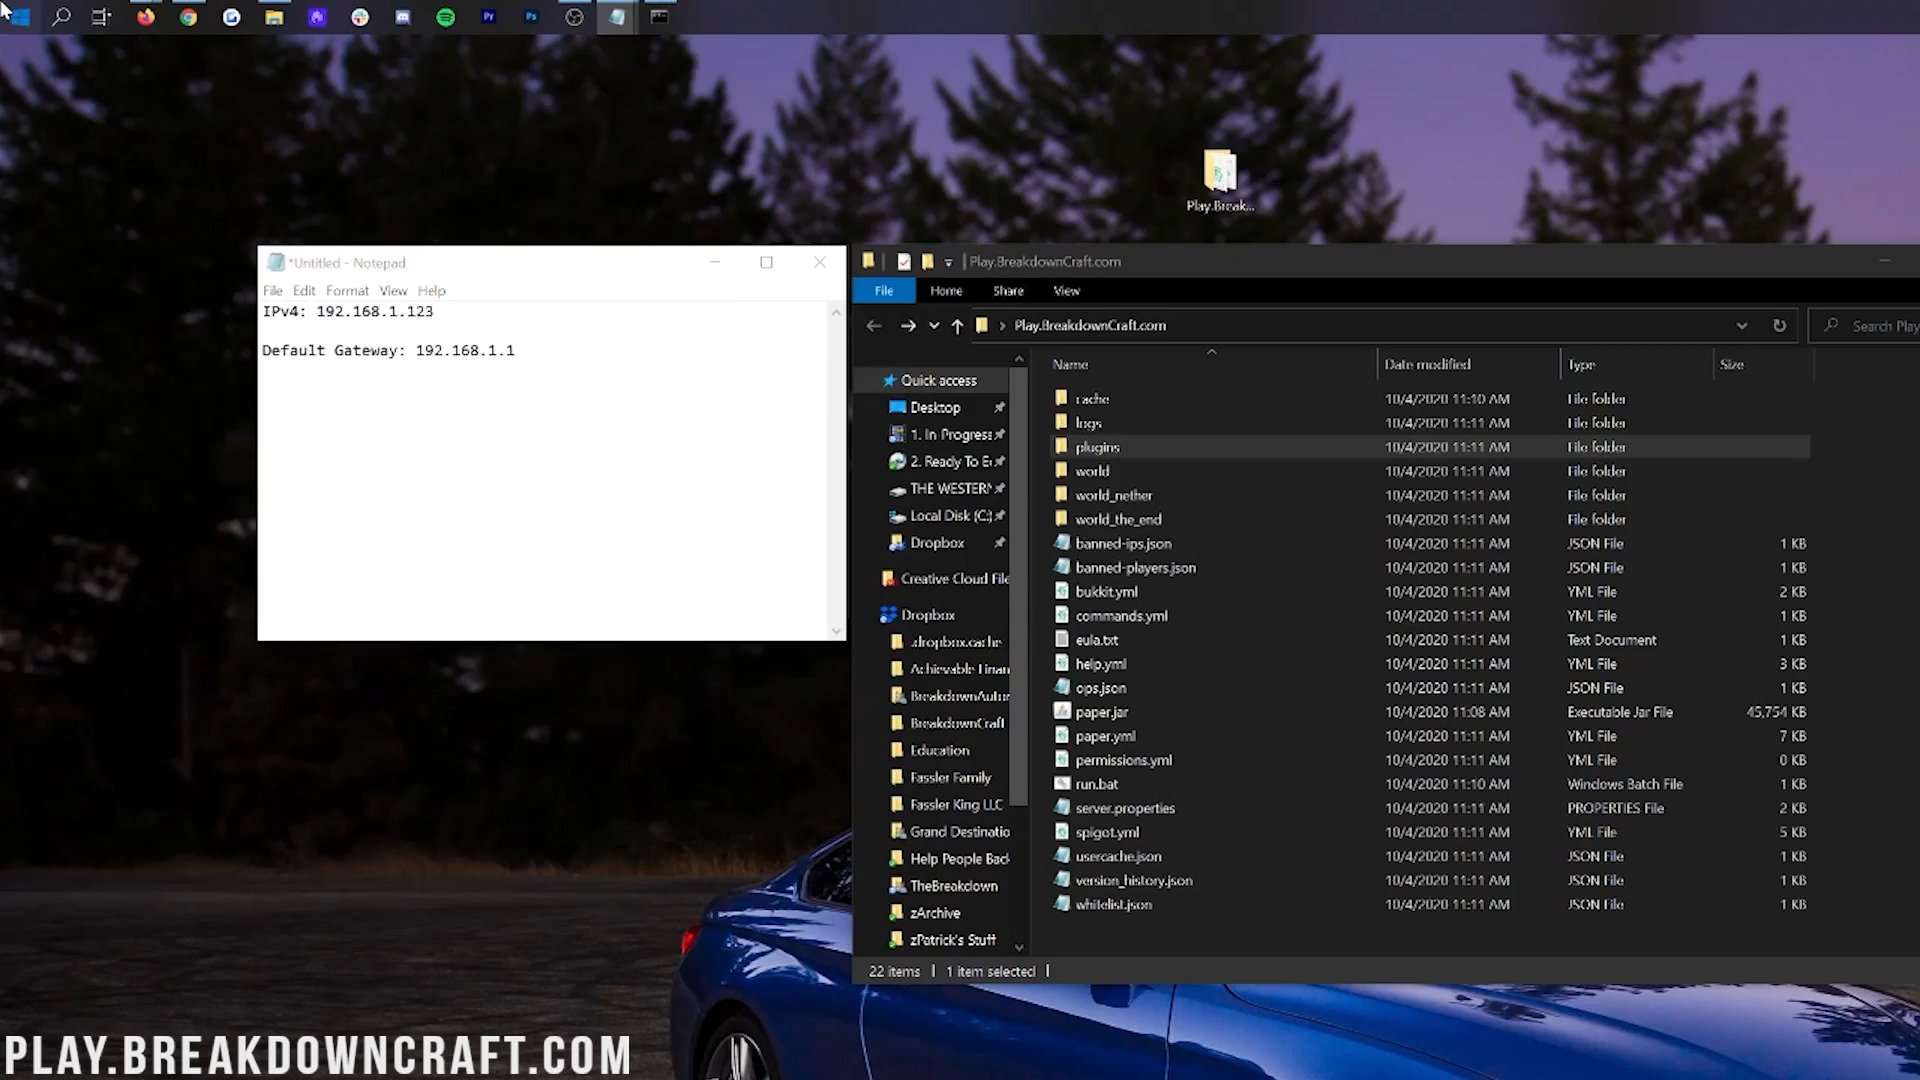 Pr
Ps
Play.Break...
*Untitled - Notepad
File Edit Format View Help
IPv4: 192.168.1.123
Default Gateway: 192.168.1.1
Play.BreakdownCraft.com
File Home Share View
Play.BreakdownCraft.com
Search Play
Name Date modified Type Size
Quick access
Desktop
1. In Progress
2. Ready To E
THE WESTERN
Local Disk (C:)
Dropbox
Creative Cloud File
Dropbox
.dropbox.cache
Achievable Finan
BreakdownAuto
BreakdownCraft
Education
Fassler Family
Fassler King LLC
Grand Destinatio
Help People Back
TheBreakdown
zArchive
zPatrick's Stuff
cache 10/4/2020 11:10 AM File folder
logs 10/4/2020 11:11 AM File folder
plugins 10/4/2020 11:11 AM File folder
world 10/4/2020 11:11 AM File folder
world_nether 10/4/2020 11:11 AM File folder
world_the_end 10/4/2020 11:11 AM File folder
banned-ips.json 10/4/2020 11:11 AM JSON File 1 KB
banned-players.json 10/4/2020 11:11 AM JSON File 1 KB
bukkit.yml 10/4/2020 11:11 AM YML File 2 KB
commands.yml 10/4/2020 11:11 AM YML File 1 KB
eula.txt 10/4/2020 11:11 AM Text Document 1 KB
help.yml 10/4/2020 11:11 AM YML File 3 KB
ops.json 10/4/2020 11:11 AM JSON File 1 KB
paper.jar 10/4/2020 11:08 AM Executable Jar File 45,754 KB
paper.yml 10/4/2020 11:11 AM YML File 7 KB
permissions.yml 10/4/2020 11:11 AM YML File 0 KB
run.bat 10/4/2020 11:10 AM Windows Batch File 1 KB
server.properties 10/4/2020 11:11 AM PROPERTIES File 2 KB
spigot.yml 10/4/2020 11:11 AM YML File 5 KB
usercache.json 10/4/2020 11:11 AM JSON File 1 KB
version_history.json 10/4/2020 11:11 AM JSON File 1 KB
whitelist.json 10/4/2020 11:11 AM JSON File 1 KB
22 items 1 item selected
PLAY.BREAKDOWNCRAFT.COM